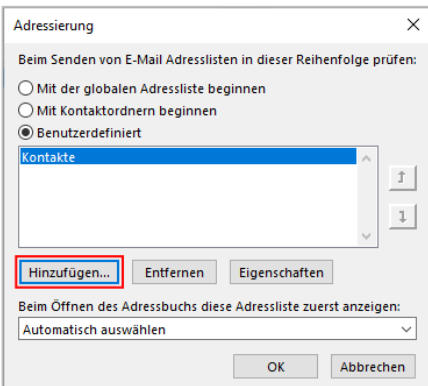 Adressierung
Beim Senden von E-Mail Adresslisten in dieser Reihenfolge prüfen:
Mit der globalen Adressliste beginnen
Mit Kontaktordnern beginnen
Benutzerdefiniert
Kontakte
Hinzufügen... Entfernen Eigenschaften
Beim Öffnen des Adressbuchs diese Adressliste zuerst anzeigen:
Automatisch auswählen
OK Abbrechen